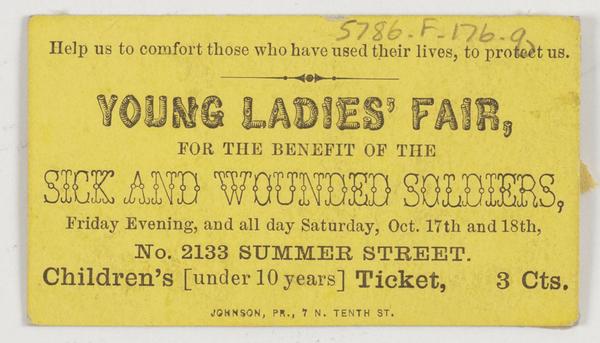 5786.F.176.a
Help us to comfort those who have used their lives, to protect us.
YOUNG LADIES' FAIR,
FOR THE BENEFIT OF THE
SICK AND WOUNDED SOLDIERS,
Friday Evening, and all day Saturday, Oct. 17th and 18th,
No. 2133 SUMMER STREET.
Children's [under 10 years] Ticket, 3 Cts.
JOHNSON, PR., 7 N. TENTH ST.